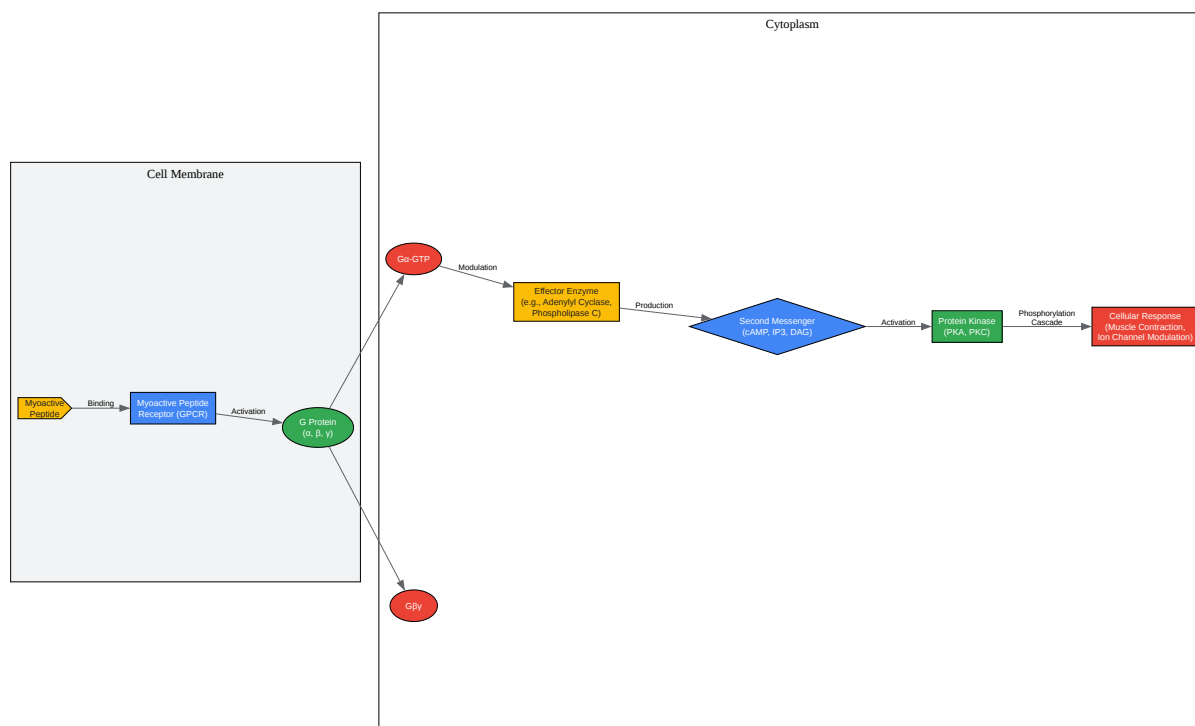 Cytoplasm
Cell Membrane
Myoactive
Peptide
Binding
Myoactive Peptide
Receptor (GPCR)
Activation
G Protein
(α, β, γ)
Gα-GTP
Modulation
Effector Enzyme
(e.g., Adenylyl Cyclase,
Phospholipase C)
Production
Second Messenger
(cAMP, IP3, DAG)
Activation
Protein Kinase
(PKA, PKC)
Phosphorylation
Cascade
Cellular Response
(Muscle Contraction,
Ion Channel Modulation)
Gβγ